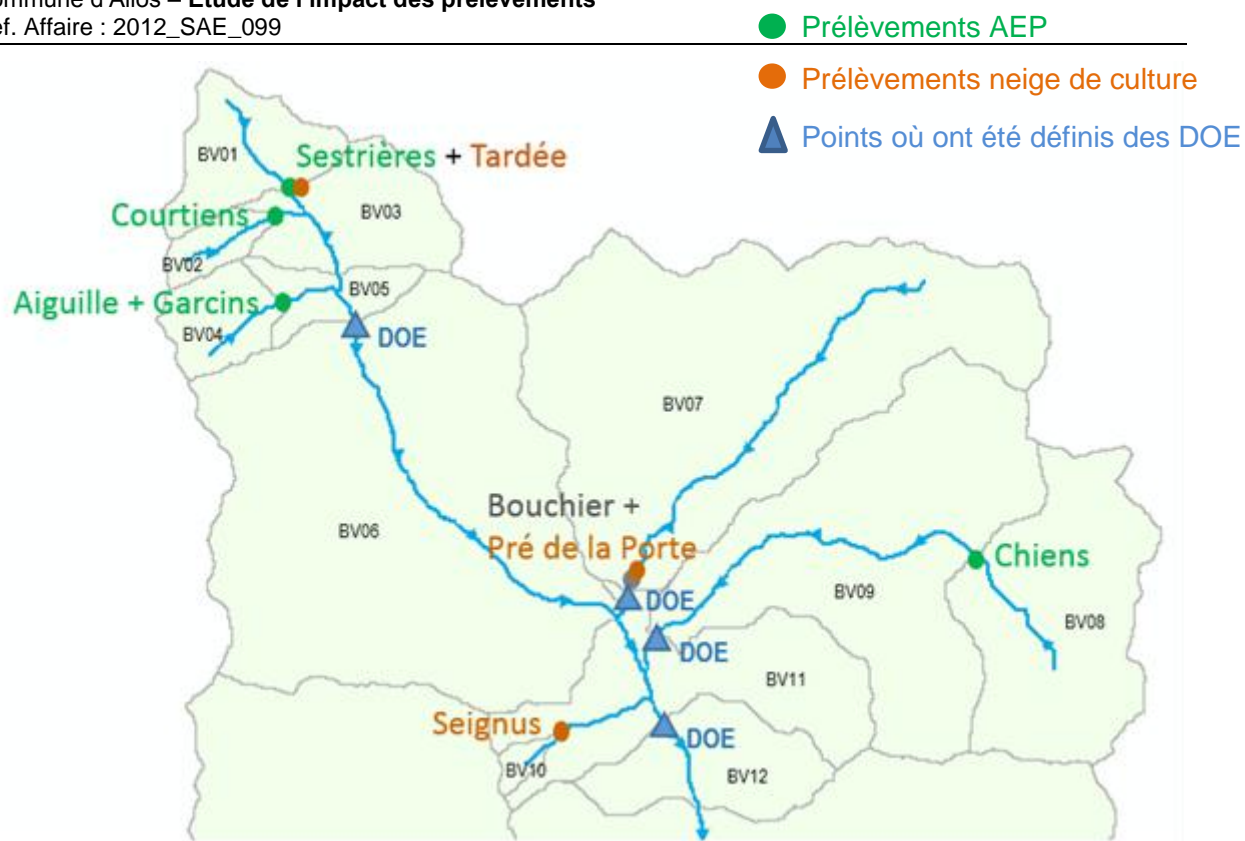 ommune d'Allos – Etude de l'impact des prélèvements
éf. Affaire : 2012_SAE_099
Prélèvements AEP
Prélèvements neige de culture
Points où ont été définis des DOE
BV01
Sestrières + Tardée
Courtiens
BV03
BV02
Aiguille + Garcins
BV05
BV04
DOE
BV07
Bouchier +
Pré de la Porte
BV06
Chiens
DOE
BV09
BV08
DOE
BV11
Seignus
DOE
BV10
BV12